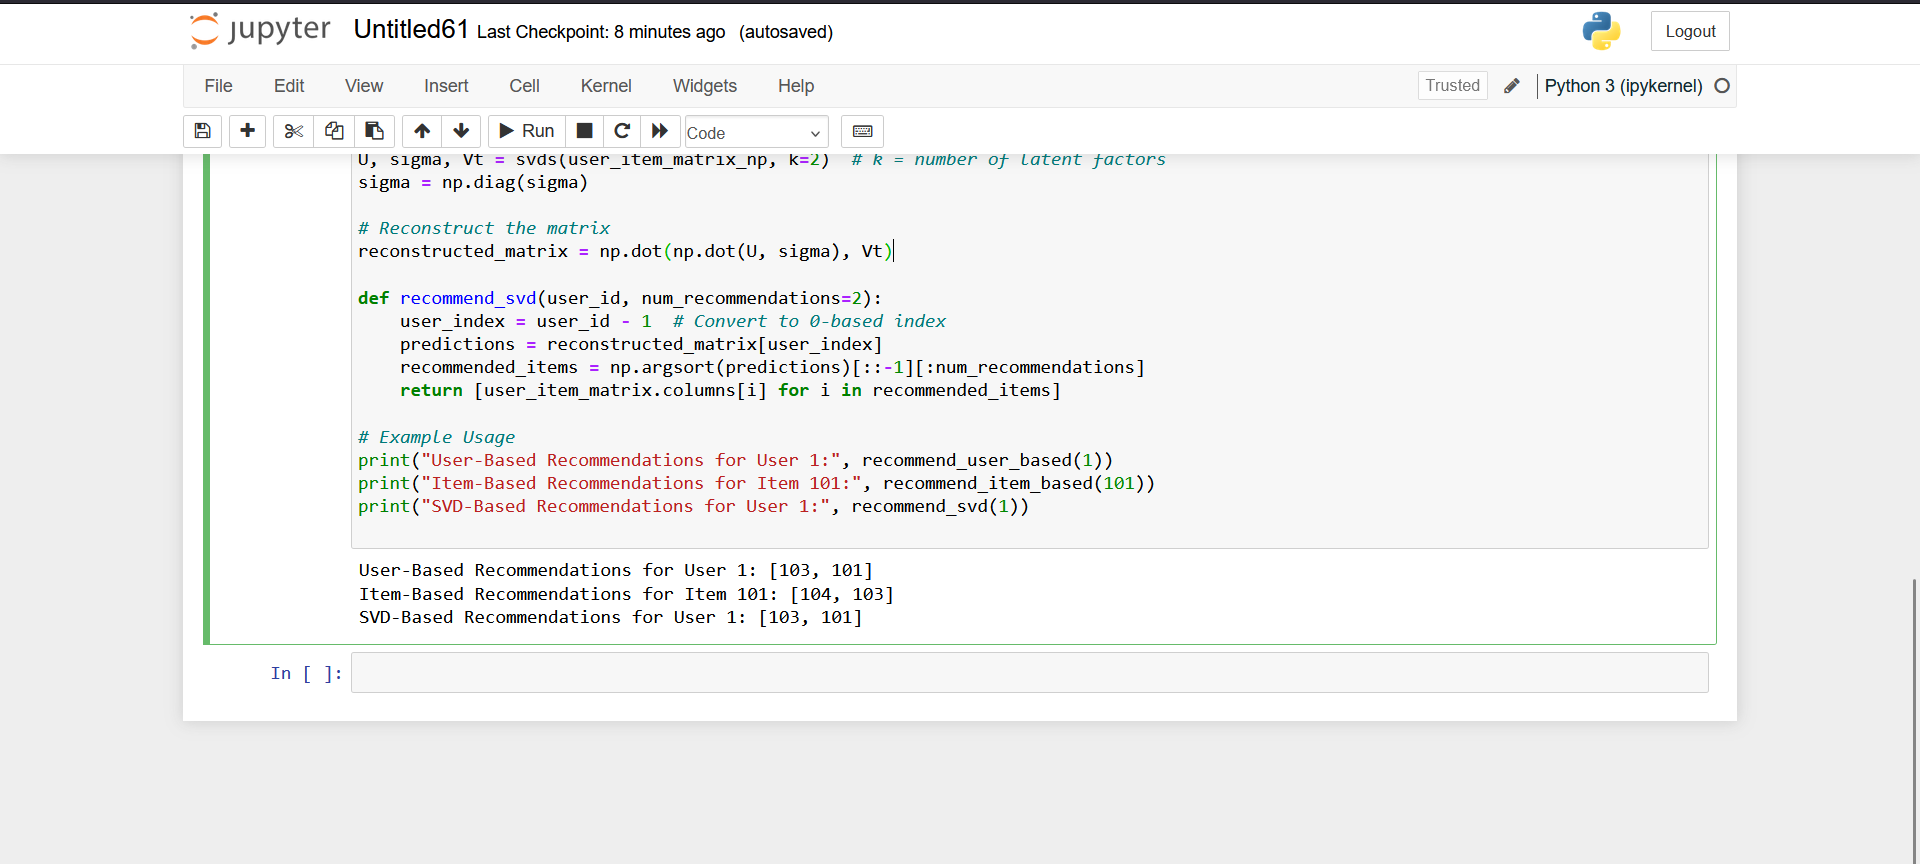 jupyter Untitled61 Last Checkpoint: 8 minutes ago (autosaved) Logout
File Edit View Insert Cell Kernel Widgets Help Trusted Python 3 (ipykernel)
Run Code
U, sigma, Vt = svds(user_item_matrix_np, k=2)  # k = number of latent factors
sigma = np.diag(sigma)
# Reconstruct the matrix
reconstructed_matrix = np.dot(np.dot(U, sigma), Vt)
def recommend_svd(user_id, num_recommendations=2):
    user_index = user_id - 1  # Convert to 0-based index
    predictions = reconstructed_matrix[user_index]
    recommended_items = np.argsort(predictions)[::-1][:num_recommendations]
    return [user_item_matrix.columns[i] for i in recommended_items]
# Example Usage
print("User-Based Recommendations for User 1:", recommend_user_based(1))
print("Item-Based Recommendations for Item 101:", recommend_item_based(101))
print("SVD-Based Recommendations for User 1:", recommend_svd(1))
User-Based Recommendations for User 1: [103, 101]
Item-Based Recommendations for Item 101: [104, 103]
SVD-Based Recommendations for User 1: [103, 101]
In [ ]: